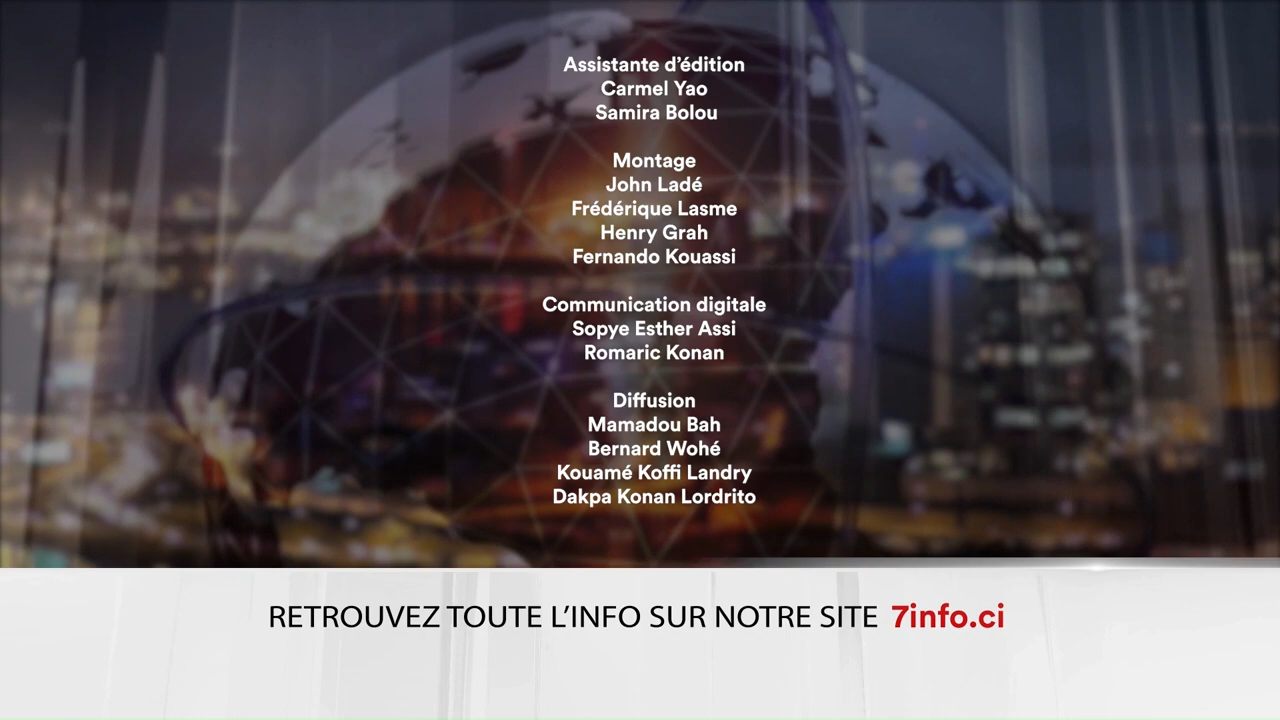 Assistante d’édition
Carmel Yao
Samira Bolou
Montage
John Ladé
Frédérique Lasme
Henry Grah
Fernando Kouassi
Communication digitale
Sopye Esther Assi
Romaric Konan
Diffusion
Mamadou Bah
Bernard Wohé
Kouamé Koffi Landry
Dakpa Konan Lordrito
RETROUVEZ TOUTE L’INFO SUR NOTRE SITE 7info.ci